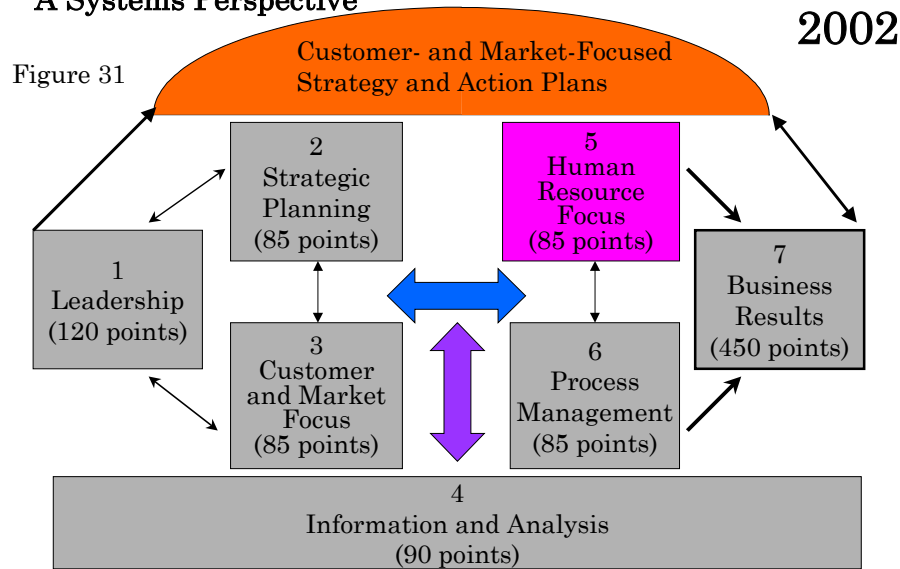 A Systems Perspective
2002
Figure 31
Customer- and Market-Focused
Strategy and Action Plans
2
Strategic
Planning
(85 points)
5
Human
Resource
Focus
(85 points)
1
Leadership
(120 points)
7
Business
Results
(450 points)
3
Customer
and Market
Focus
(85 points)
6
Process
Management
(85 points)
4
Information and Analysis
(90 points)